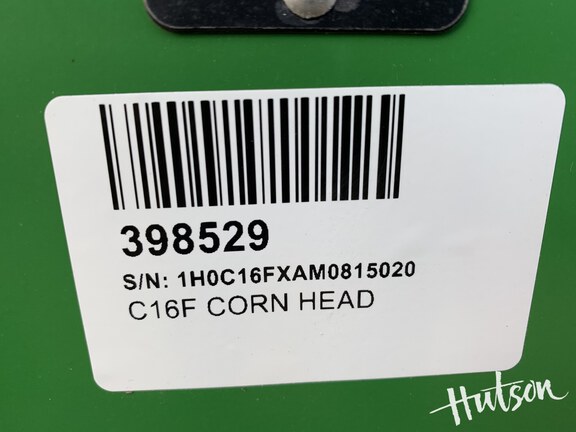 398529
S/N: 1H0C16FXAM0815020
C16F CORN HEAD
Hutson